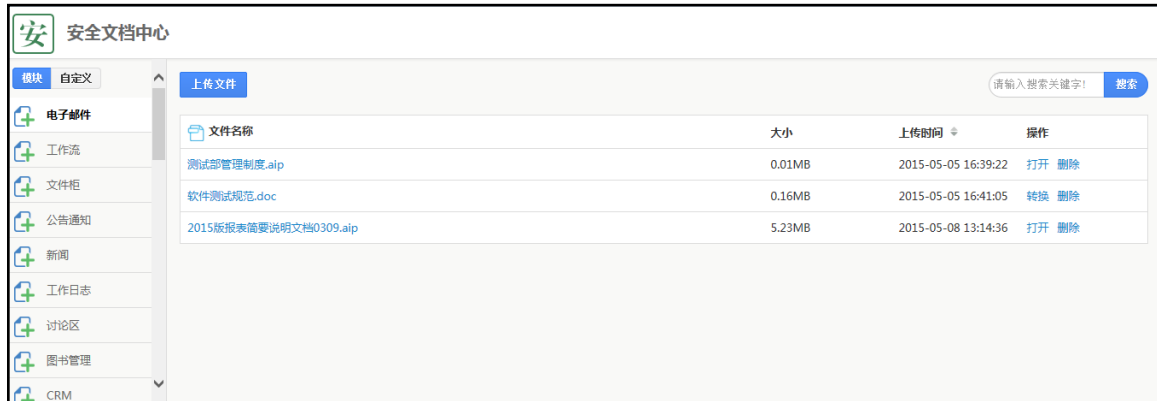 安 安全文档中心
模块 自定义
上传文件 请输入搜索关键字! 搜索
电子邮件
工作流
文件柜
公告通知
新闻
工作日志
讨论区
图书管理
CRM
文件名称 大小 上传时间 操作
测试部管理制度.aip 0.01MB 2015-05-05 16:39:22 打开 删除
软件测试规范.doc 0.16MB 2015-05-05 16:41:05 转换 删除
2015版报表简要说明文档0309.aip 5.23MB 2015-05-08 13:14:36 打开 删除